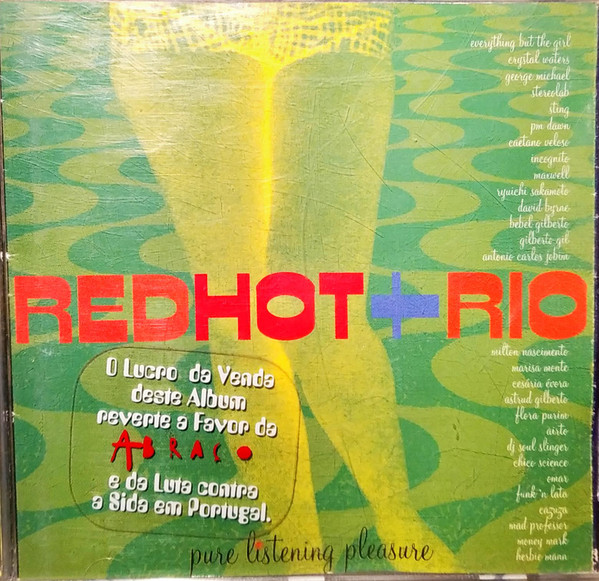 everything but the girl
crystal waters
george michael
stereolab
sting
pm dawn
caetano veloso
incognito
maxwell
ryuichi sakamoto
david byrne
bebel gilberto
gilberto gil
antonio carlos jobim
REDHOT+RIO
milton nascimento
marisa monte
cesária évora
astrud gilberto
flora purim
airto
dj soul slinger
chico science
omar
funk 'n lata
cazuza
mad professor
money mark
herbie mann
O Lucro da Venda
deste Album
reverte a Favor da
ABRAÇO
e da Luta contra
a Sida em Portugal.
pure listening pleasure